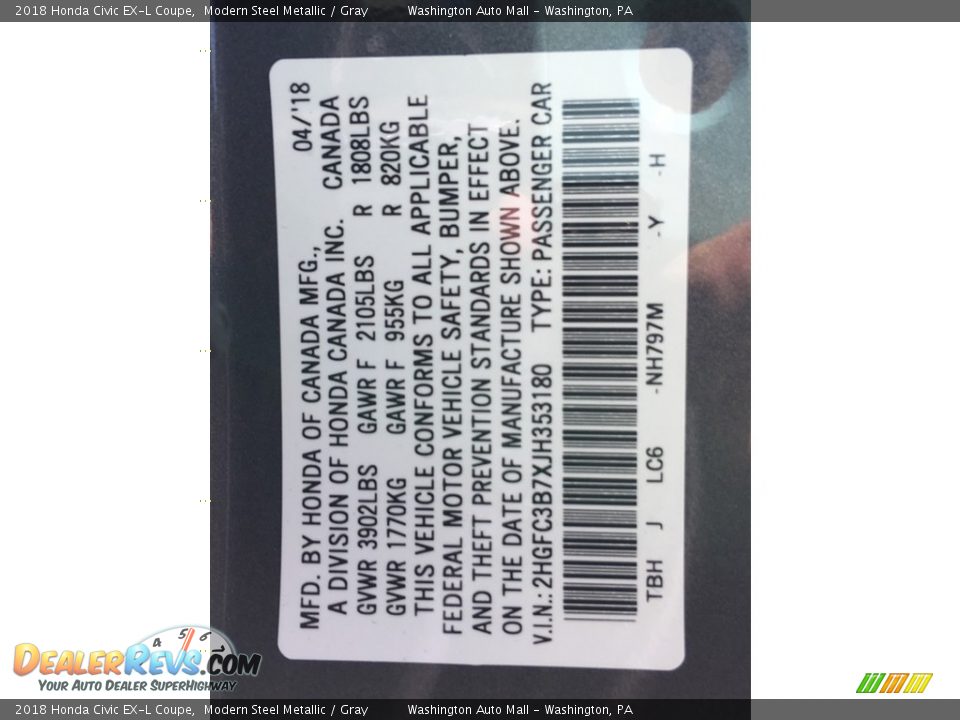 2018 Honda Civic EX-L Coupe, Modern Steel Metallic / Gray Washington Auto Mall - Washington, PA
MFD. BY HONDA OF CANADA MFG., 04/'18
A DIVISION OF HONDA CANADA INC. CANADA
GVWR 3902LBS GAWR F 2105LBS R 1808LBS
GVWR 1770KG GAWR F 955KG R 820KG
THIS VEHICLE CONFORMS TO ALL APPLICABLE
FEDERAL MOTOR VEHICLE SAFETY, BUMPER,
AND THEFT PREVENTION STANDARDS IN EFFECT
ON THE DATE OF MANUFACTURE SHOWN ABOVE.
V.I.N.: 2HGFC3B7XJH353180 TYPE: PASSENGER CAR
TBH J LC6 -NH797M -Y -H
4 5 6
DEALERREVS.COM
YOUR AUTO DEALER SUPERHIGHWAY
2018 Honda Civic EX-L Coupe, Modern Steel Metallic / Gray Washington Auto Mall - Washington, PA